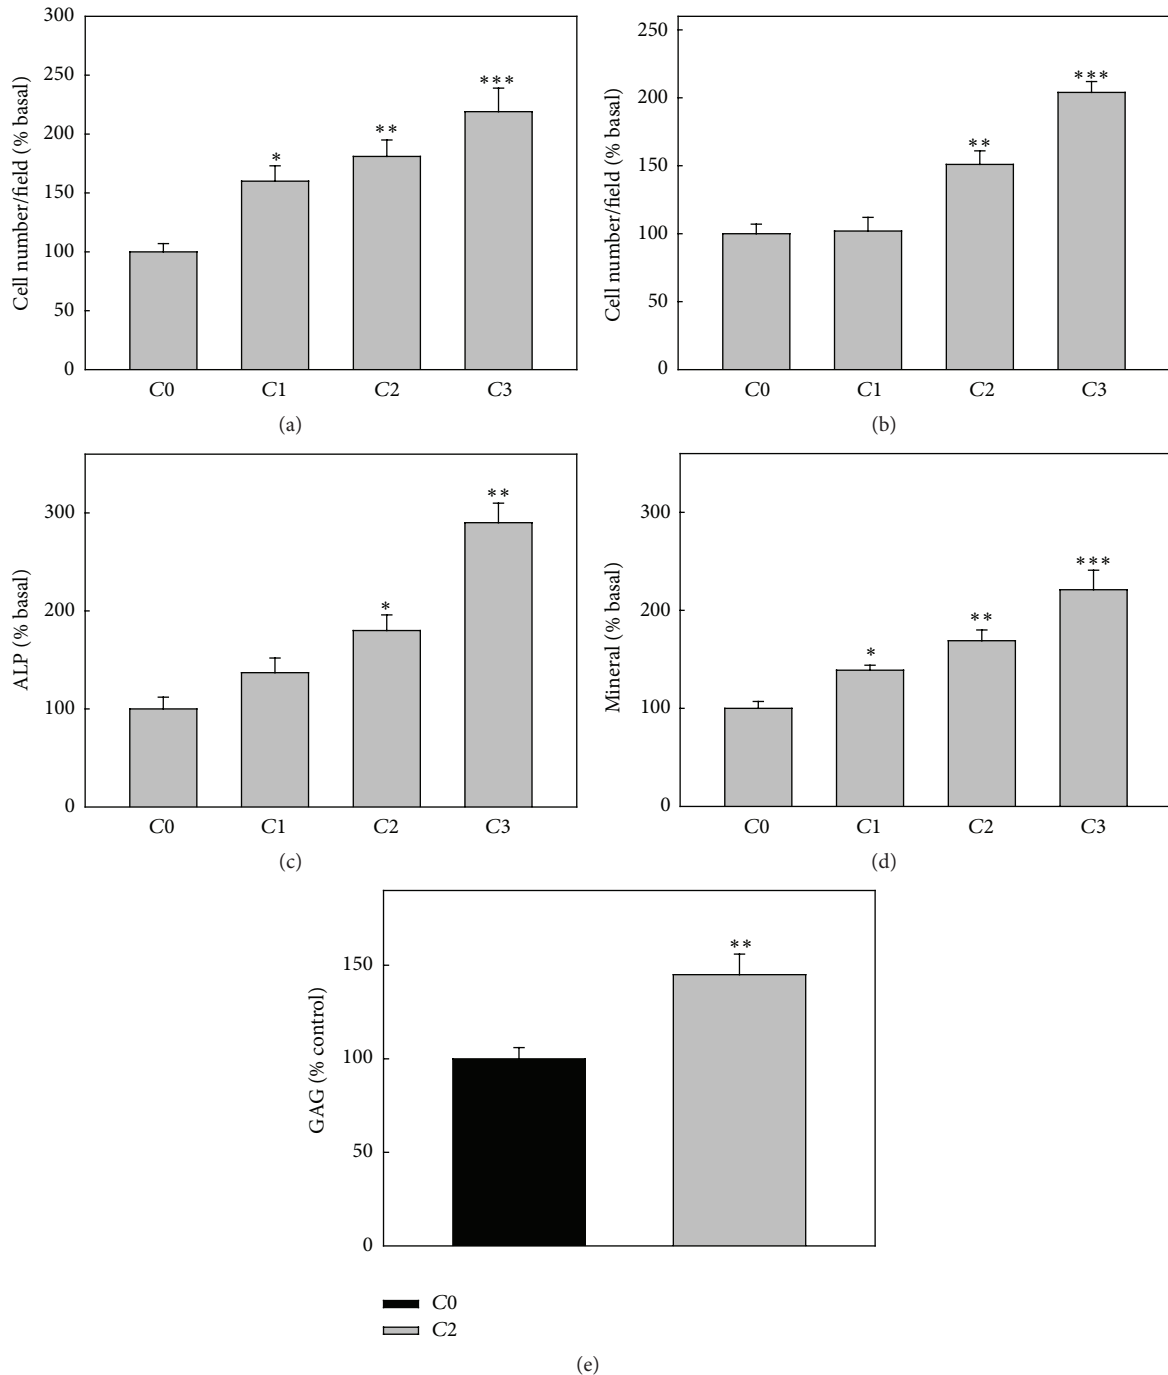 300
250
200
150
100
50
0
Cell number/field (% basal)
*
**
***
C0 C1 C2 C3
(a)
250
200
150
100
50
0
Cell number/field (% basal)
**
***
C0 C1 C2 C3
(b)
300
200
100
0
ALP (% basal)
*
**
C0 C1 C2 C3
(c)
300
200
100
0
Mineral (% basal)
*
**
***
C0 C1 C2 C3
(d)
150
100
50
0
GAG (% control)
**
C0
C2
(e)